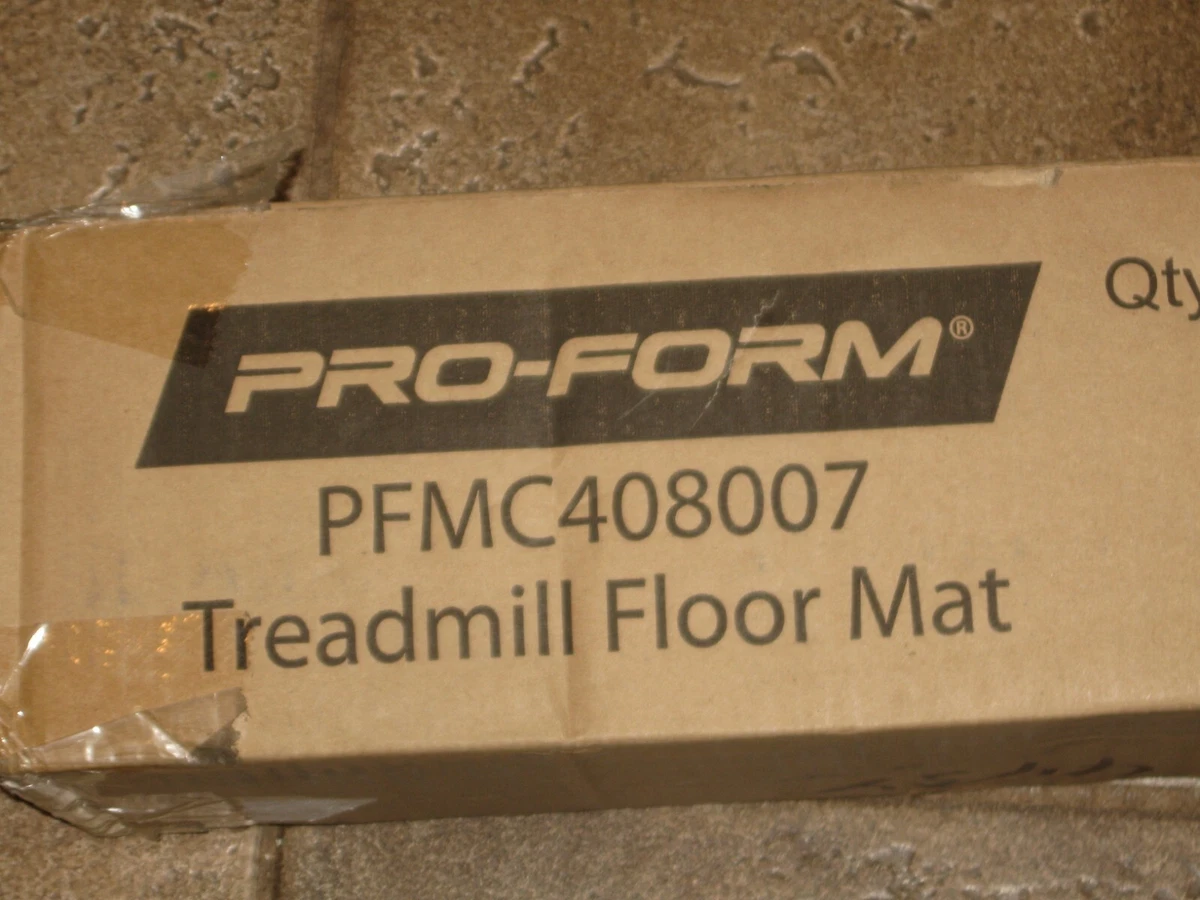 PRO-FORM®
Qty
PFMC408007
Treadmill Floor Mat